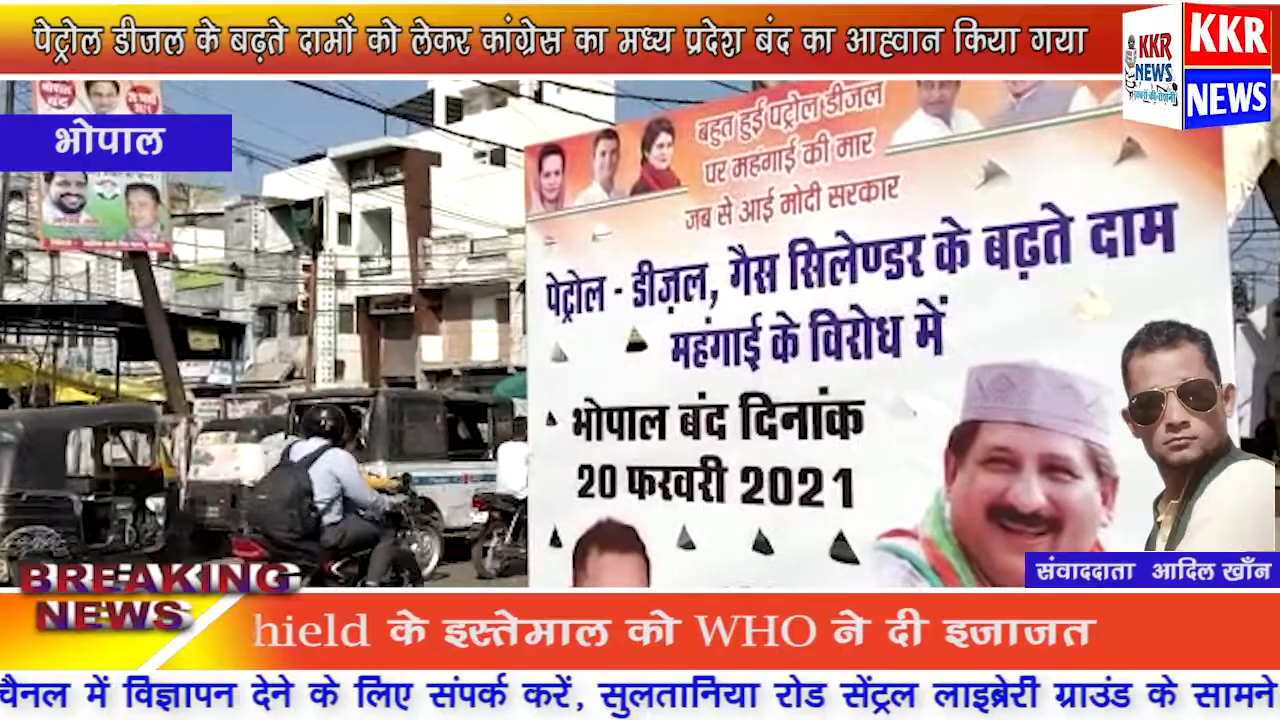 पेट्रोल डीजल के बढ़ते दामों को लेकर कांग्रेस का मध्य प्रदेश बंद का आह्वान किया गया
KKR
NEWS
KKR
NEWS
भोपाल
बंद
बहुत हुई पट्रोल डीजल
पर महंगाई की मार
जब से आई मोदी सरकार
पेट्रोल - डीज़ल, गैस सिलेण्डर के बढ़ते दाम
महंगाई के विरोध में
भोपाल बंद दिनांक
20 फरवरी 2021
संवाददाता आदिल खाँन
BREAKING
NEWS
hield के इस्तेमाल को WHO ने दी इजाजत
चैनल में विज्ञापन देने के लिए संपर्क करें, सुलतानिया रोड सेंट्रल लाइब्रेरी ग्राउंड के सामने